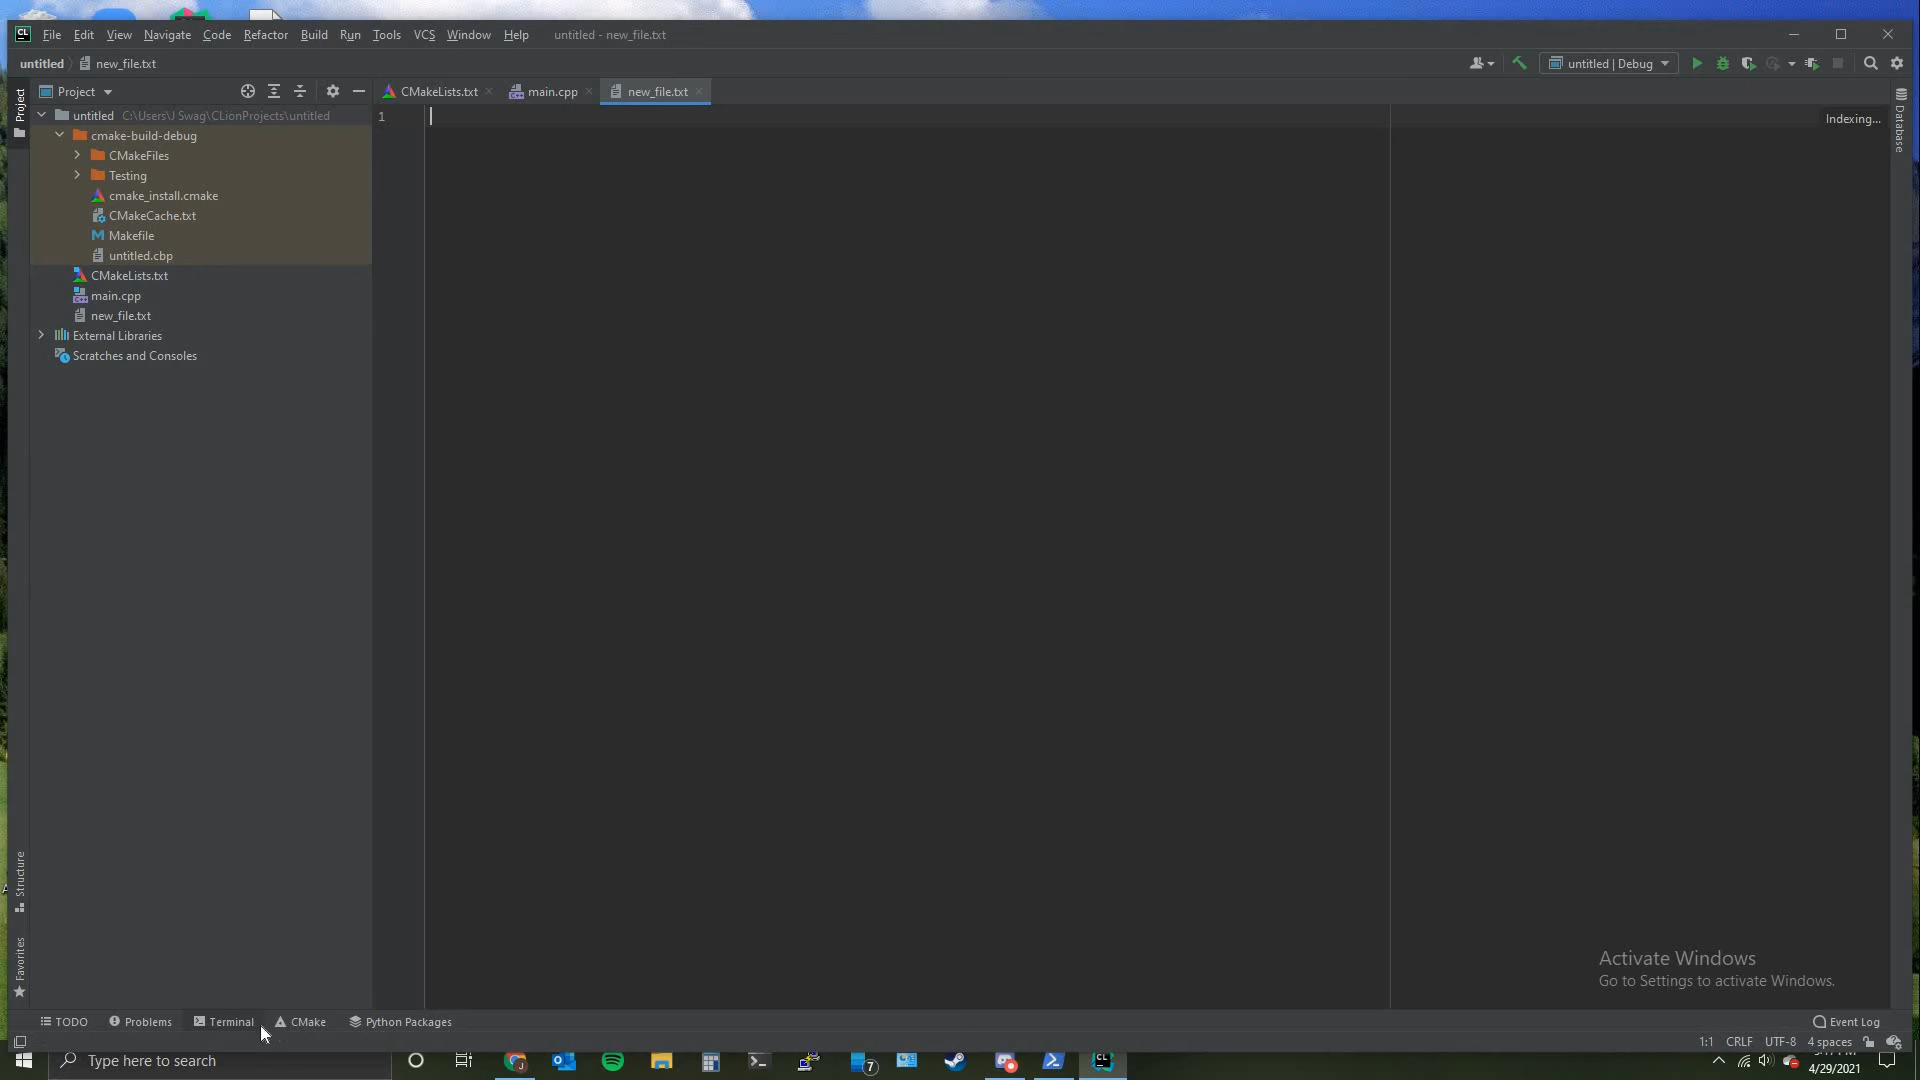 CL File Edit View Navigate Code Refactor Build Run Tools VCS Window Help untitled - new_file.txt
untitled new_file.txt untitled | Debug
Project Project CMakeLists.txt main.cpp new_file.txt
untitled C:\Users\J Swag\CLionProjects\untitled 1
Indexing...
Database
cmake-build-debug
CMakeFiles
Testing
cmake_install.cmake
CMakeCache.txt
Makefile
untitled.cbp
CMakeLists.txt
main.cpp
new_file.txt
External Libraries
Scratches and Consoles
Structure
Favorites
Activate Windows
Go to Settings to activate Windows.
TODO Problems Terminal CMake Python Packages Event Log
1:1 CRLF UTF-8 4 spaces
Type here to search 7 CL
4/29/2021